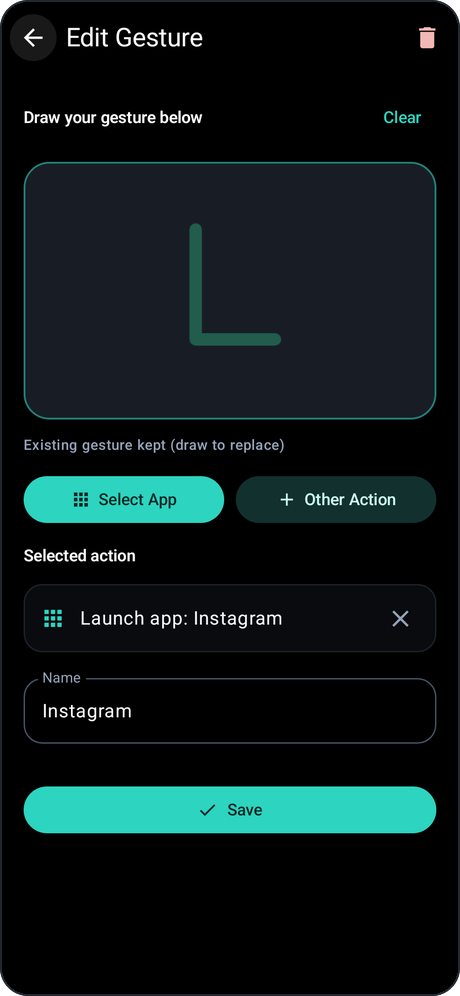 Edit Gesture
Draw your gesture below
Clear
Existing gesture kept (draw to replace)
Select App
Other Action
Selected action
Launch app: Instagram
Name
Instagram
Save